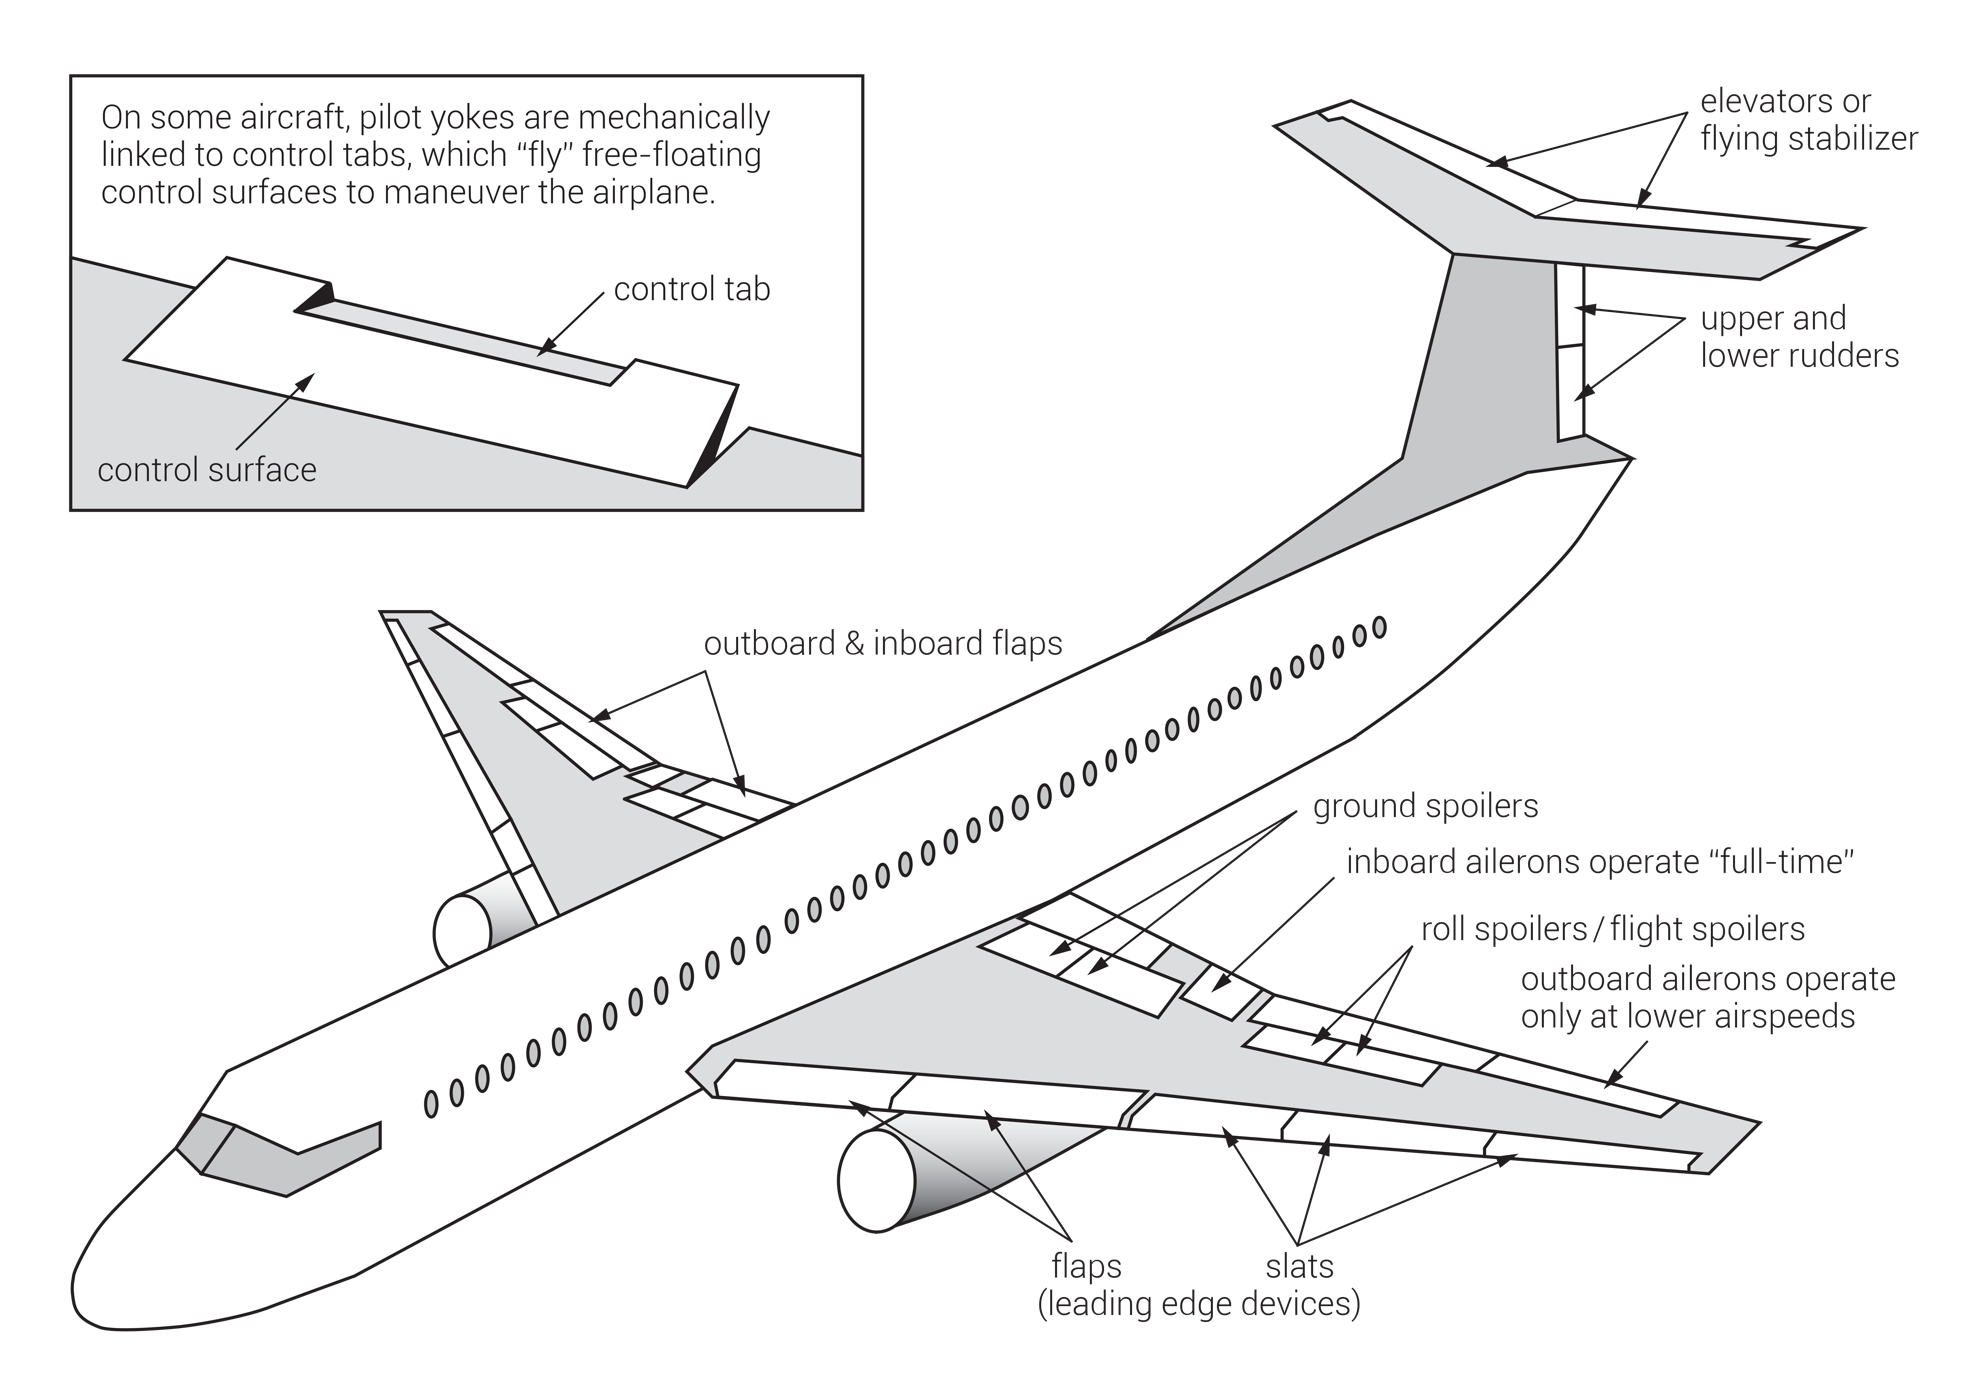 On some aircraft, pilot yokes are mechanically
linked to control tabs, which “fly” free-floating
control surfaces to maneuver the airplane.
control tab
control surface
elevators or
flying stabilizer
upper and
lower rudders
outboard & inboard flaps
ground spoilers
inboard ailerons operate “full-time”
roll spoilers / flight spoilers
outboard ailerons operate
only at lower airspeeds
flaps
slats
(leading edge devices)